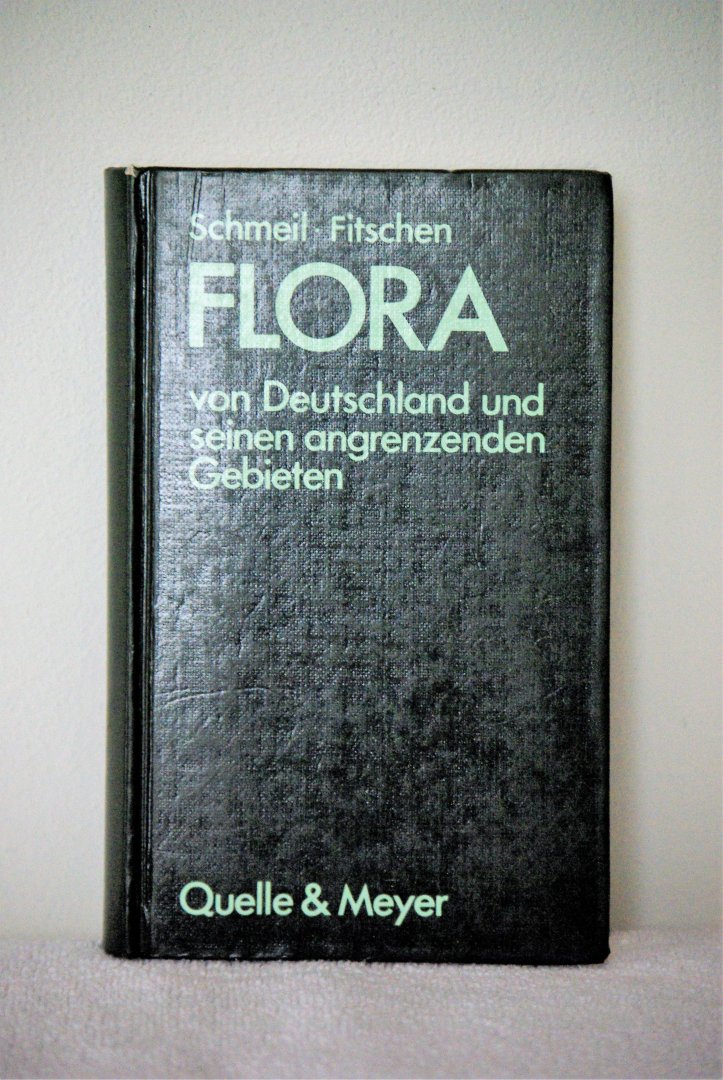 Schmeil · Fitschen
FLORA
von Deutschland und
seinen angrenzenden
Gebieten
Quelle & Meyer